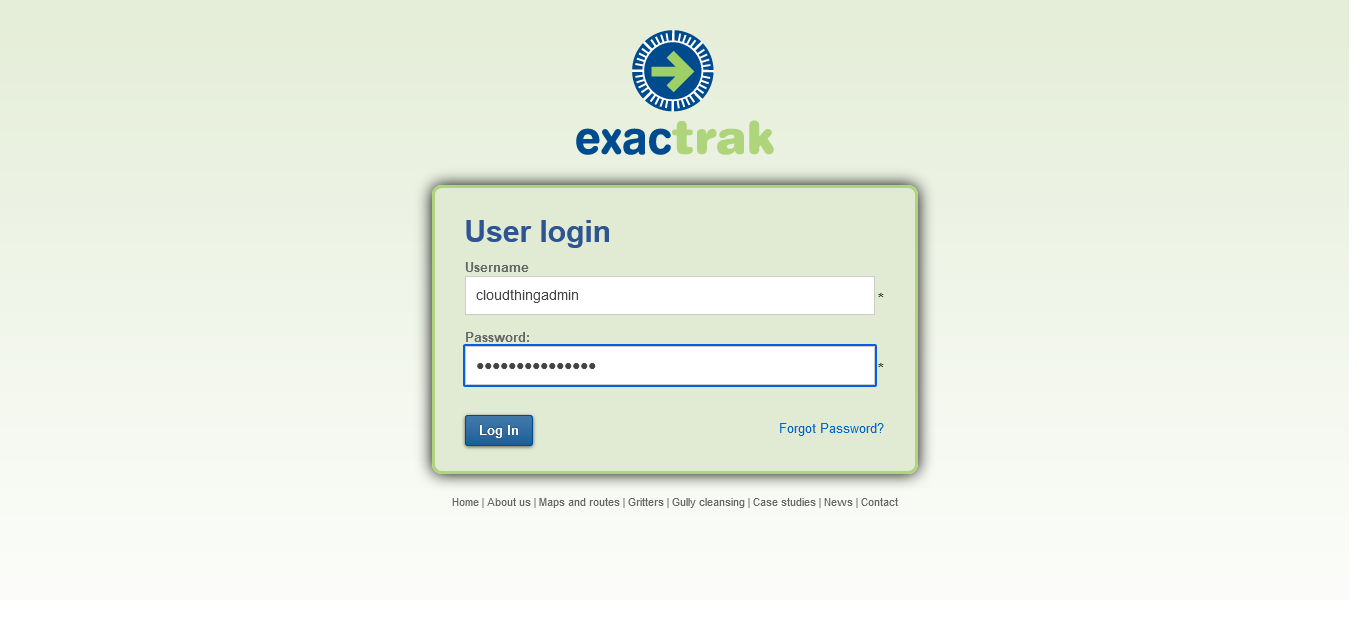 exactrak
User login
Username
cloudthingadmin *
Password:
●●●●●●●●●●●●●●● *
Log In
Forgot Password?
Home | About us | Maps and routes | Gritters | Gully cleansing | Case studies | News | Contact